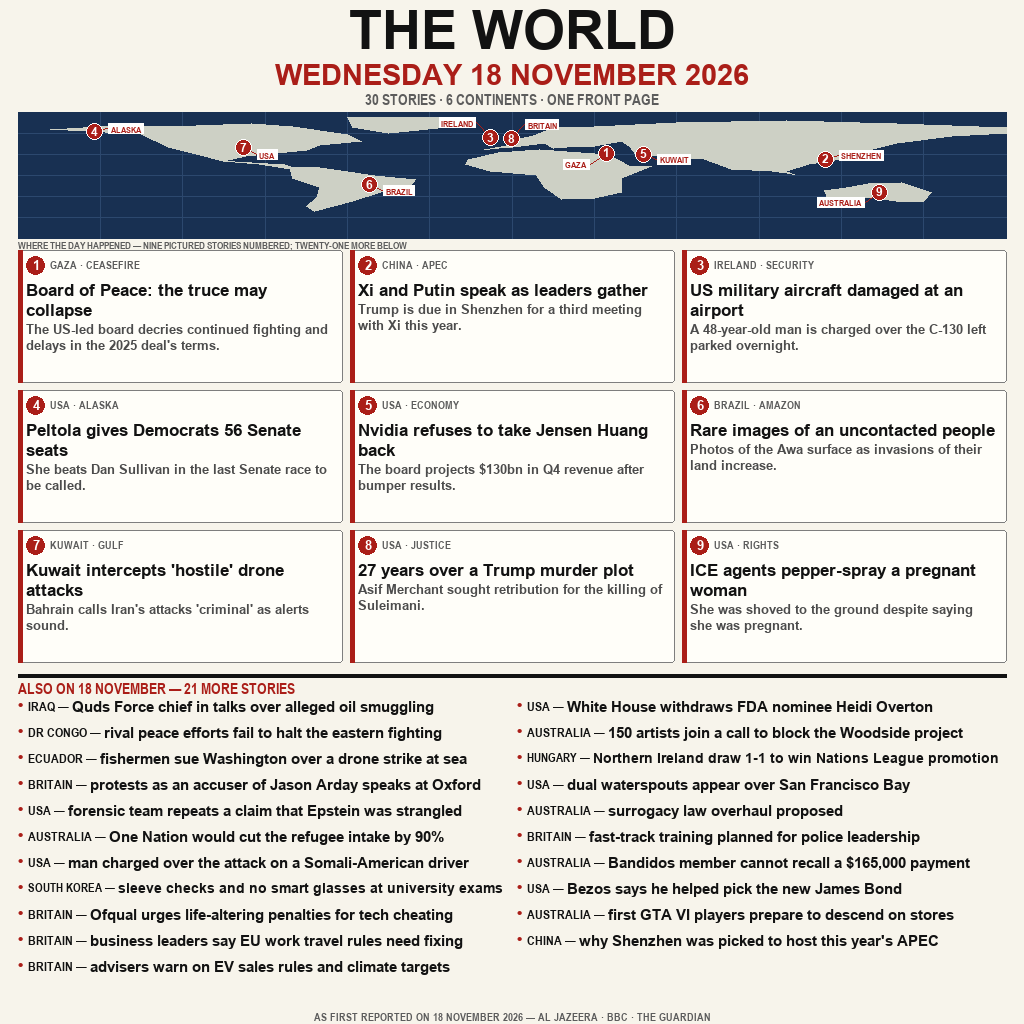 THE WORLD
WEDNESDAY 18 NOVEMBER 2026
30 STORIES · 6 CONTINENTS · ONE FRONT PAGE
4 ALASKA
IRELAND 3
8 BRITAIN
7 USA
GAZA 1
5 KUWAIT
2 SHENZHEN
6 BRAZIL
AUSTRALIA 9
WHERE THE DAY HAPPENED — NINE PICTURED STORIES NUMBERED; TWENTY-ONE MORE BELOW
1 GAZA · CEASEFIRE
Board of Peace: the truce may
collapse
The US-led board decries continued fighting and
delays in the 2025 deal's terms.
2 CHINA · APEC
Xi and Putin speak as leaders gather
Trump is due in Shenzhen for a third meeting
with Xi this year.
3 IRELAND · SECURITY
US military aircraft damaged at an
airport
A 48-year-old man is charged over the C-130 left
parked overnight.
4 USA · ALASKA
Peltola gives Democrats 56 Senate
seats
She beats Dan Sullivan in the last Senate race to
be called.
5 USA · ECONOMY
Nvidia refuses to take Jensen Huang
back
The board projects $130bn in Q4 revenue after
bumper results.
6 BRAZIL · AMAZON
Rare images of an uncontacted people
Photos of the Awa surface as invasions of their
land increase.
7 KUWAIT · GULF
Kuwait intercepts 'hostile' drone
attacks
Bahrain calls Iran's attacks 'criminal' as alerts
sound.
8 USA · JUSTICE
27 years over a Trump murder plot
Asif Merchant sought retribution for the killing of
Suleimani.
9 USA · RIGHTS
ICE agents pepper-spray a pregnant
woman
She was shoved to the ground despite saying
she was pregnant.
ALSO ON 18 NOVEMBER — 21 MORE STORIES
• IRAQ — Quds Force chief in talks over alleged oil smuggling
• DR CONGO — rival peace efforts fail to halt the eastern fighting
• ECUADOR — fishermen sue Washington over a drone strike at sea
• BRITAIN — protests as an accuser of Jason Arday speaks at Oxford
• USA — forensic team repeats a claim that Epstein was strangled
• AUSTRALIA — One Nation would cut the refugee intake by 90%
• USA — man charged over the attack on a Somali-American driver
• SOUTH KOREA — sleeve checks and no smart glasses at university exams
• BRITAIN — Ofqual urges life-altering penalties for tech cheating
• BRITAIN — business leaders say EU work travel rules need fixing
• BRITAIN — advisers warn on EV sales rules and climate targets
• USA — White House withdraws FDA nominee Heidi Overton
• AUSTRALIA — 150 artists join a call to block the Woodside project
• HUNGARY — Northern Ireland draw 1-1 to win Nations League promotion
• USA — dual waterspouts appear over San Francisco Bay
• AUSTRALIA — surrogacy law overhaul proposed
• BRITAIN — fast-track training planned for police leadership
• AUSTRALIA — Bandidos member cannot recall a $165,000 payment
• USA — Bezos says he helped pick the new James Bond
• AUSTRALIA — first GTA VI players prepare to descend on stores
• CHINA — why Shenzhen was picked to host this year's APEC
AS FIRST REPORTED ON 18 NOVEMBER 2026 — AL JAZEERA · BBC · THE GUARDIAN